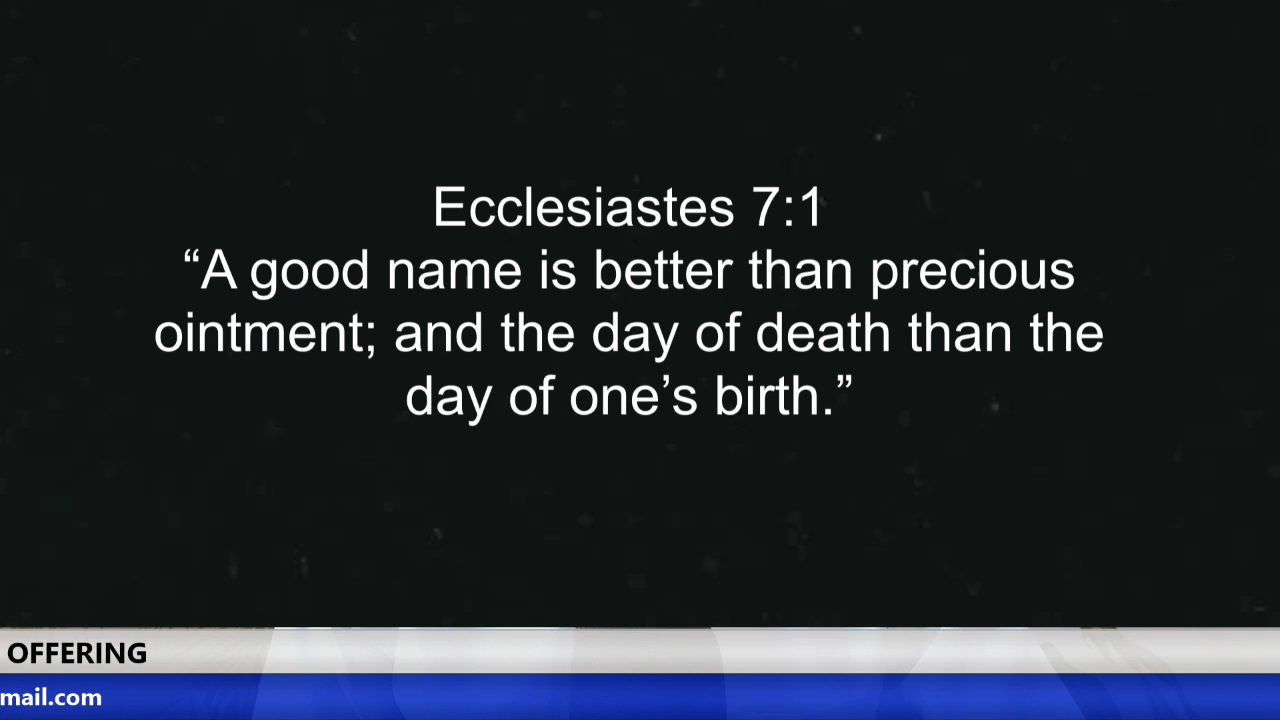 Ecclesiastes 7:1
“A good name is better than precious
ointment; and the day of death than the
day of one’s birth.”
OFFERING
mail.com